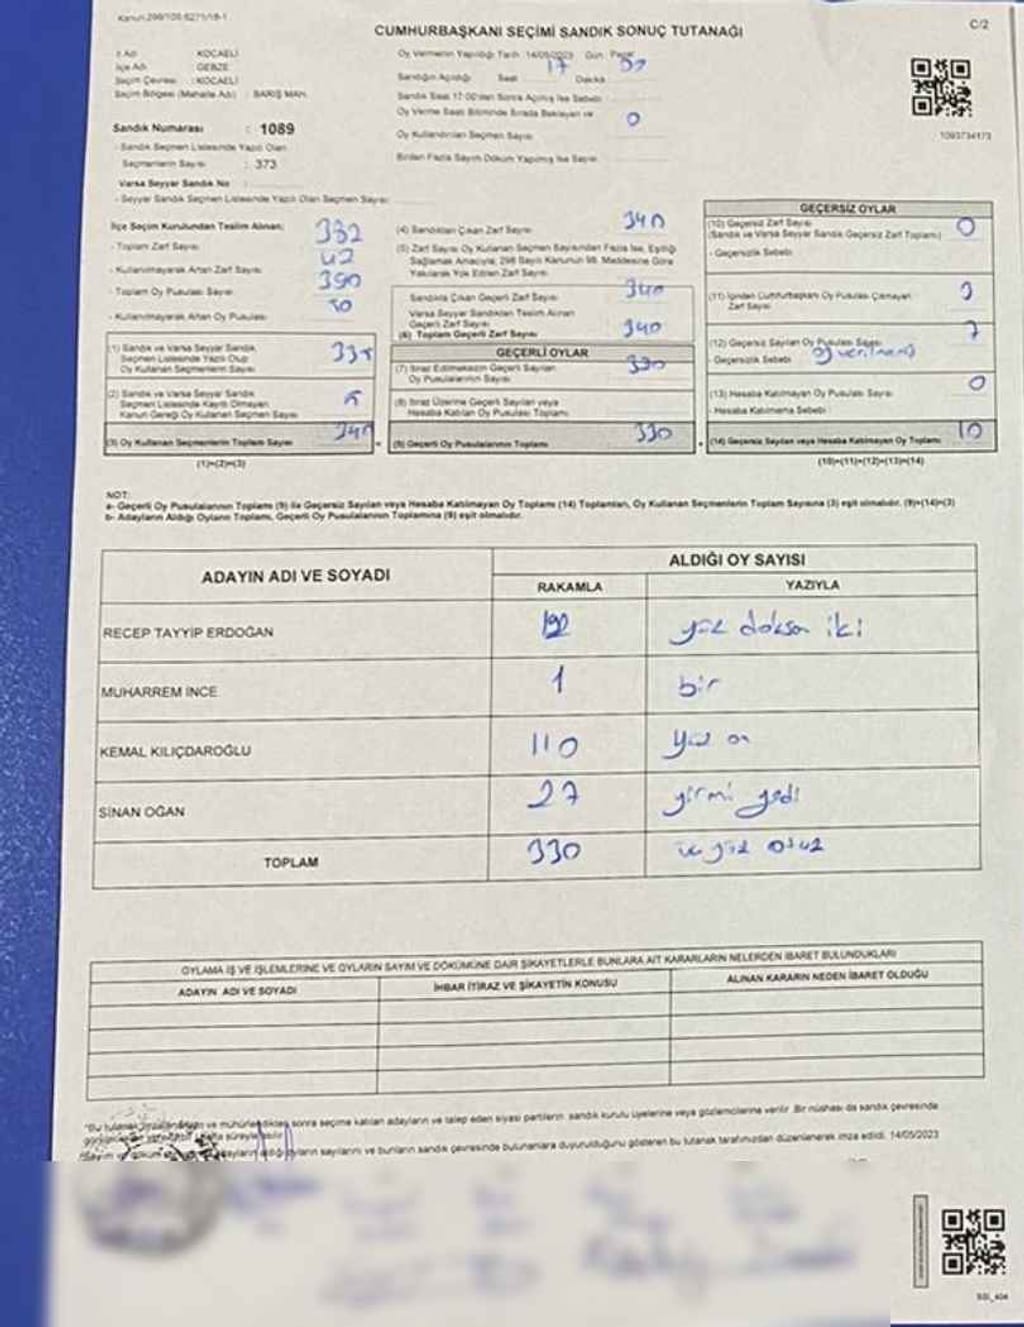 Kanun 298/105 6271/18-1
C/2
CUMHURBAŞKANI SEÇİMİ SANDIK SONUÇ TUTANAĞI
İl Adı : KOCAELİ
İlçe Adı : GEBZE
Seçim Çevresi : KOCAELİ
Seçim Bölgesi (Mahalle Adı) : BARIŞ MAH.
Sandık Numarası : 1089
- Sandık Seçmen Listesinde Yazılı Olan
Seçmenlerin Sayısı : 373
Varsa Seyyar Sandık No :
- Seyyar Sandık Seçmen Listesinde Yazılı Olan Seçmen Sayısı
Oy Vermenin Yapıldığı Tarih 14/05/2023 Gün Pazar
Sandığın Açıldığı Saat 17 Dakika
Sandık Saat 17:00'den Sonra Açılmış İse Sebebi
Oy Verme Saati Bitiminde Sırada Bekleyen ve
Oy Kullandırılan Seçmen Sayısı 0
Birden Fazla Sayım Döküm Yapılmış İse Sayısı
1093734173
İlçe Seçim Kurulundan Teslim Alınan;
- Toplam Zarf Sayısı 382
- Kullanılmayarak Artan Zarf Sayısı 42
- Toplam Oy Pusulası Sayısı 390
- Kullanılmayarak Artan Oy Pusulası 50
(1) Sandık ve Varsa Seyyar Sandık
Seçmen Listesinde Yazılı Olup
Oy Kullanan Seçmenlerin Sayısı 335
(2) Sandık ve Varsa Seyyar Sandık
Seçmen Listesinde Kayıtlı Olmayan
Kanun Gereği Oy Kullanan Seçmen Sayısı 5
(3) Oy Kullanan Seçmenlerin Toplam Sayısı 340
(1)+(2)=(3)
(4) Sandıktan Çıkan Zarf Sayısı 340
(5) Zarf Sayısı Oy Kullanan Seçmen Sayısından Fazla İse, Eşitliği
Sağlamak Amacıyla, 298 Sayılı Kanunun 98. Maddesine Göre
Yakılarak Yok Edilen Zarf Sayısı
Sandıkta Çıkan Geçerli Zarf Sayısı 340
Varsa Seyyar Sandıktan Teslim Alınan
Geçerli Zarf Sayısı
(6) Toplam Geçerli Zarf Sayısı 340
GEÇERLİ OYLAR
(7) İtiraz Edilmeksizin Geçerli Sayılan
Oy Pusulalarının Sayısı 330
(8) İtiraz Üzerine Geçerli Sayılan veya
Hesaba Katılan Oy Pusulası Toplamı
(9) Geçerli Oy Pusulalarının Toplamı 330
GEÇERSİZ OYLAR
(10) Geçersiz Zarf Sayısı
(Sandık ve Varsa Seyyar Sandık Geçersiz Zarf Toplamı) 0
- Geçersizlik Sebebi
(11) İçinden Cumhurbaşkanı Oy Pusulası Çıkmayan
Zarf Sayısı 3
(12) Geçersiz Sayılan Oy Pusulası Sayısı 7
- Geçersizlik Sebebi
(13) Hesaba Katılmayan Oy Pusulası Sayısı 0
- Hesaba Katılmama Sebebi
(14) Geçersiz Sayılan veya Hesaba Katılmayan Oy Toplamı 10
(10)+(11)+(12)+(13)=(14)
NOT:
a- Geçerli Oy Pusulalarının Toplamı (9) ile Geçersiz Sayılan veya Hesaba Katılmayan Oy Toplamı (14) Toplamları, Oy Kullanan Seçmenlerin Toplam Sayısına (3) eşit olmalıdır. (9)+(14)=(3)
b- Adayların Aldığı Oyların Toplamı, Geçerli Oy Pusulalarının Toplamına (9) eşit olmalıdır.
ADAYIN ADI VE SOYADI
ALDIĞI OY SAYISI
RAKAMLA YAZIYLA
RECEP TAYYİP ERDOĞAN 192 yüz doksan iki
MUHARREM İNCE 1 bir
KEMAL KILIÇDAROĞLU 110 yüz on
SİNAN OĞAN 27 yirmi yedi
TOPLAM 330 üç yüz otuz
OYLAMA İŞ VE İŞLEMLERİNE VE OYLARIN SAYIM VE DÖKÜMÜNE DAİR ŞİKAYETLERLE BUNLARA AİT KARARLARIN NELERDEN İBARET BULUNDUKLARI
ADAYIN ADI VE SOYADI
İHBAR İTİRAZ VE ŞİKAYETİN KONUSU
ALINAN KARARIN NEDEN İBARET OLDUĞU
sonra seçime katılan adayların ve talep eden siyasi partilerin sandık kurulu üyelerine veya gözlemcilerine verilir. Bir nüshası da sandık çevresinde
oyların sayılarını ve bunların sandık çevresinde bulunanlara duyurulduğunu gösteren bu tutanak tarafımızdan düzenlenerek imza edildi. 14/05/2023